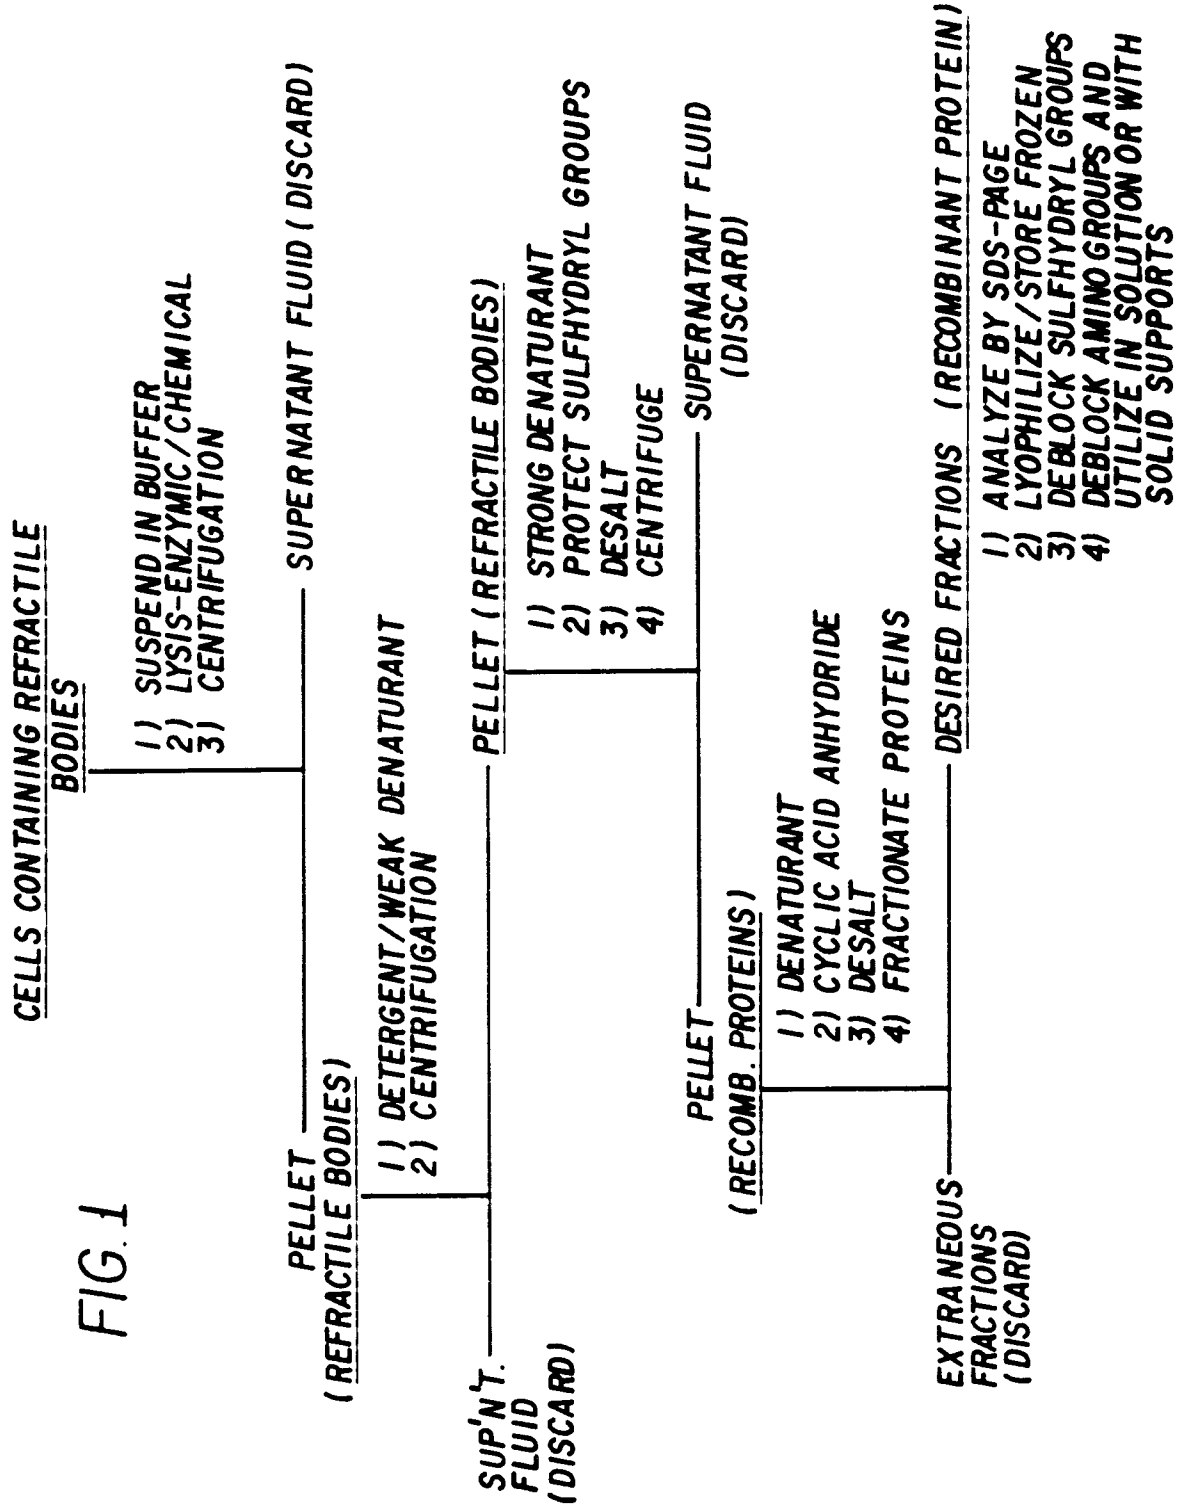 FIG. 1
CELLS CONTAINING REFRACTILE
BODIES
1) SUSPEND IN BUFFER
2) LYSIS-ENZYMIC/CHEMICAL
3) CENTRIFUGATION
PELLET
(REFRACTILE BODIES)
SUPERNATANT FLUID (DISCARD)
1) DETERGENT/WEAK DENATURANT
2) CENTRIFUGATION
SUP'N'T.
FLUID
(DISCARD)
PELLET (REFRACTILE BODIES)
1) STRONG DENATURANT
2) PROTECT SULFHYDRYL GROUPS
3) DESALT
4) CENTRIFUGE
PELLET
(RECOMB. PROTEINS)
SUPERNATANT FLUID
(DISCARD)
1) DENATURANT
2) CYCLIC ACID ANHYDRIDE
3) DESALT
4) FRACTIONATE PROTEINS
EXTRANEOUS
FRACTIONS
(DISCARD)
DESIRED FRACTIONS (RECOMBINANT PROTEIN)
1) ANALYZE BY SDS-PAGE
2) LYOPHILIZE/STORE FROZEN
3) DEBLOCK SULFHYDRYL GROUPS
4) DEBLOCK AMINO GROUPS AND
UTILIZE IN SOLUTION OR WITH
SOLID SUPPORTS